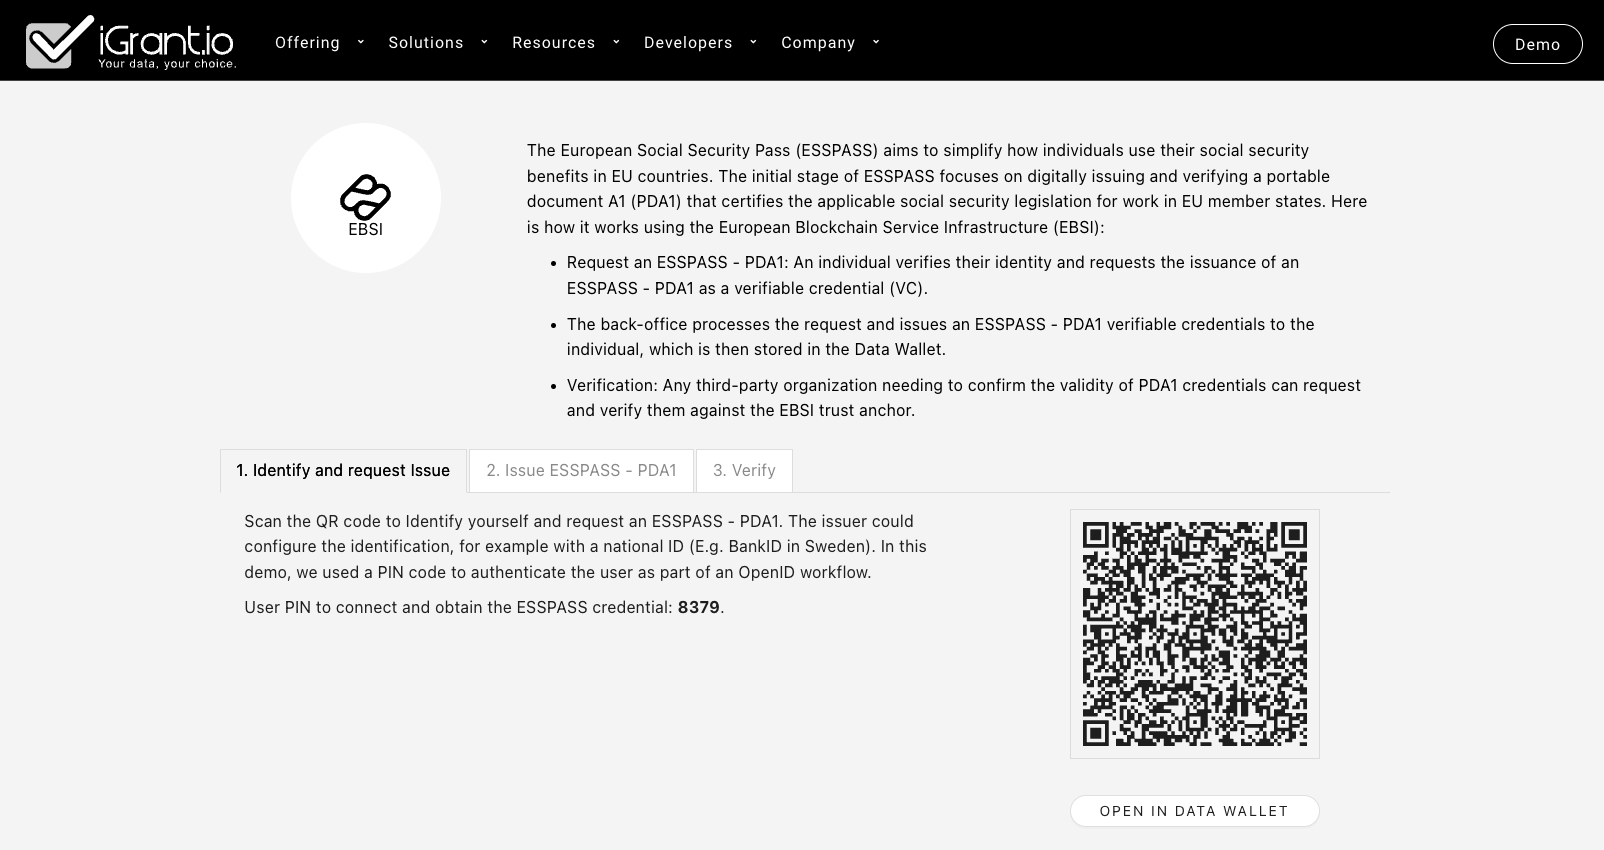 iGrant.io
Your data, your choice.
Offering
Solutions
Resources
Developers
Company
Demo
EBSI
The European Social Security Pass (ESSPASS) aims to simplify how individuals use their social security
benefits in EU countries. The initial stage of ESSPASS focuses on digitally issuing and verifying a portable
document A1 (PDA1) that certifies the applicable social security legislation for work in EU member states. Here
is how it works using the European Blockchain Service Infrastructure (EBSI):
• Request an ESSPASS - PDA1: An individual verifies their identity and requests the issuance of an
ESSPASS - PDA1 as a verifiable credential (VC).
• The back-office processes the request and issues an ESSPASS - PDA1 verifiable credentials to the
individual, which is then stored in the Data Wallet.
• Verification: Any third-party organization needing to confirm the validity of PDA1 credentials can request
and verify them against the EBSI trust anchor.
1. Identify and request Issue
2. Issue ESSPASS - PDA1
3. Verify
Scan the QR code to Identify yourself and request an ESSPASS - PDA1. The issuer could
configure the identification, for example with a national ID (E.g. BankID in Sweden). In this
demo, we used a PIN code to authenticate the user as part of an OpenID workflow.
User PIN to connect and obtain the ESSPASS credential: 8379.
OPEN IN DATA WALLET